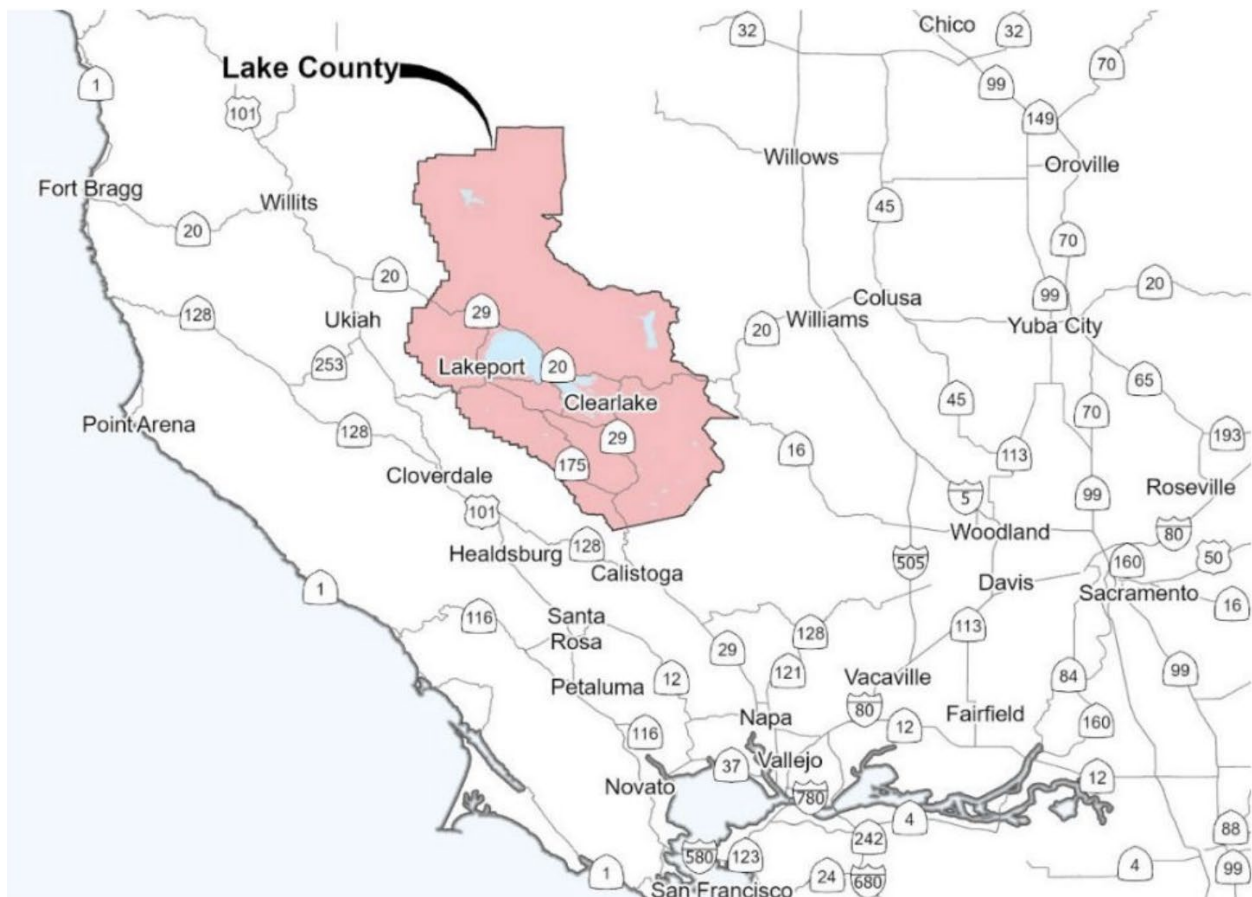 Chico
32
32
Lake County
70
1
99
101
149
Willows
Oroville
Fort Bragg
Willits
45
20
70
20
20
99
Colusa
29
128
Ukiah
Williams
20
Yuba City
253
Lakeport
20
65
Clearlake
45
70
Point Arena
128
29
193
175
16
113
Cloverdale
5
99
Roseville
101
Woodland
80
Healdsburg
128
505
160
50
Calistoga
Davis
1
Sacramento
16
116
Santa
Rosa
128
113
29
121
99
Petaluma
12
Vacaville
84
80
Napa
12
Fairfield
160
116
37
Vallejo
12
Novato
780
4
88
242
580
123
4
99
1
24
680
San Francisco